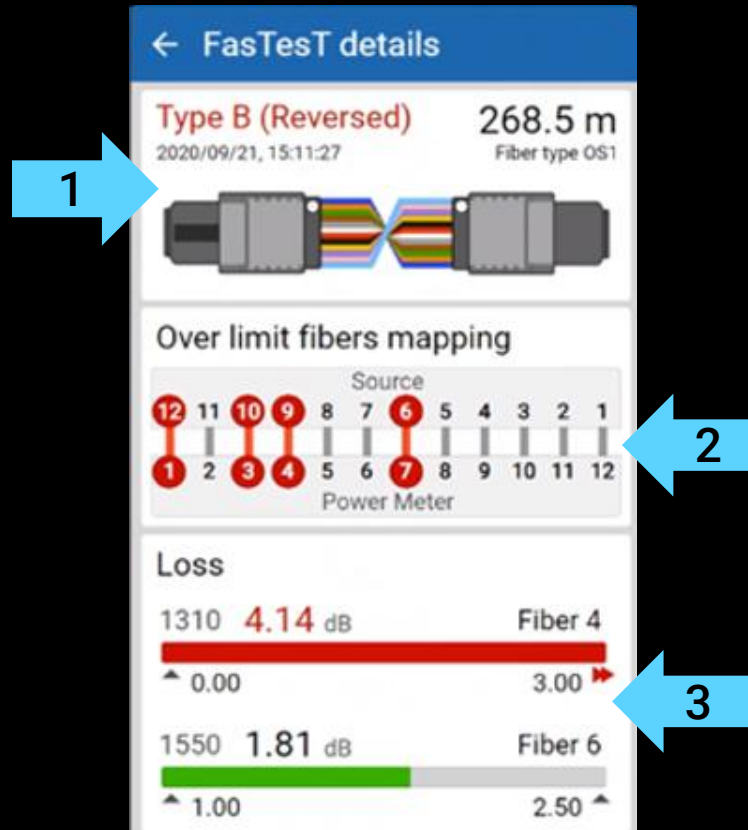 ← FasTesT details
Type B (Reversed) 268.5 m
2020/09/21, 15:11:27 Fiber type OS1
1
Over limit fibers mapping
Source
12 11 10 9 8 7 6 5 4 3 2 1
1 2 3 4 5 6 7 8 9 10 11 12
Power Meter
2
Loss
1310 4.14 dB Fiber 4
0.00 3.00
3
1550 1.81 dB Fiber 6
1.00 2.50